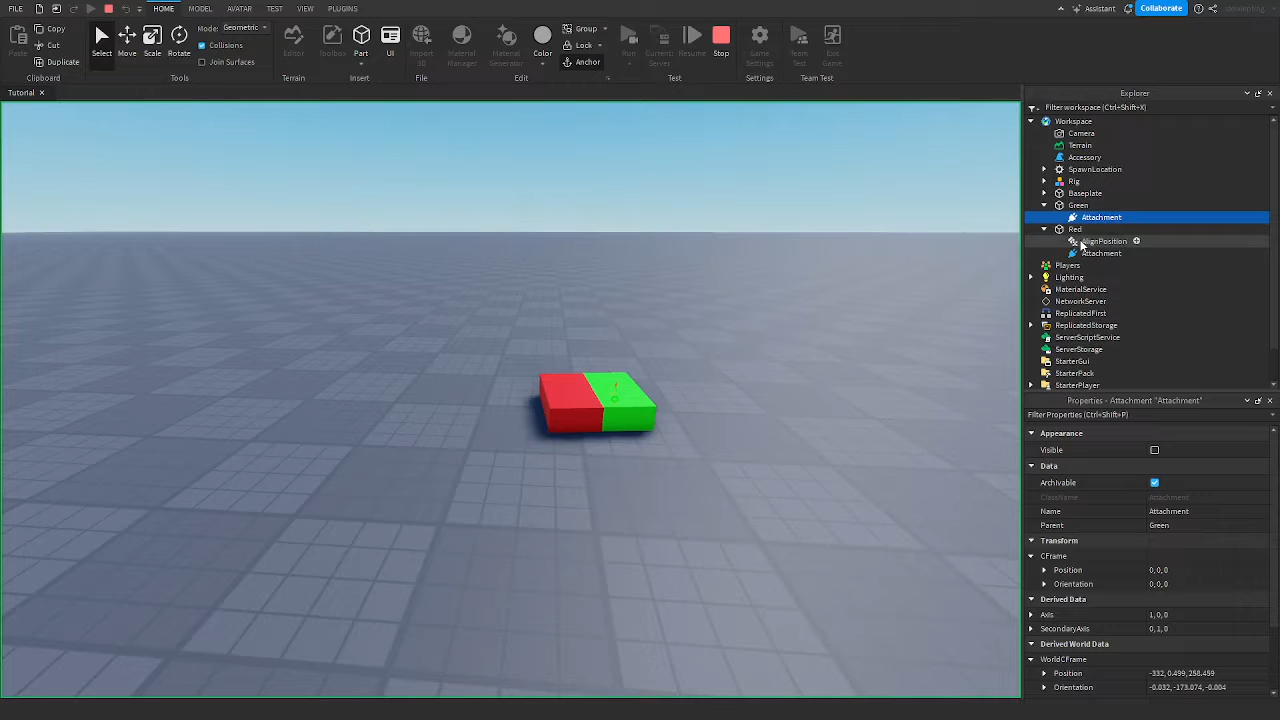 FILE HOME MODEL AVATAR TEST VIEW PLUGINS Assistant Collaborate
Copy Mode: Geometric Group
Cut Collisions Lock
Paste Duplicate Select Move Scale Rotate Join Surfaces Editor Toolbox Part UI Import 3D Material Manager Material Generator Color Anchor Run Current: Server Resume Stop Game Settings Team Test Exit Game
Clipboard Tools Terrain Insert File Edit Test Settings Team Test
Tutorial
Explorer
Filter workspace (Ctrl+Shift+X)
Workspace
Camera
Terrain
Accessory
SpawnLocation
Rig
Baseplate
Green
Attachment
Red
AlignPosition
Attachment
Players
Lighting
MaterialService
NetworkServer
ReplicatedFirst
ReplicatedStorage
ServerScriptService
ServerStorage
StarterGui
StarterPack
StarterPlayer
Properties - Attachment "Attachment"
Filter Properties (Ctrl+Shift+P)
Appearance
Visible
Data
Archivable
ClassName Attachment
Name Attachment
Parent Green
Transform
CFrame
Position 0,0,0
Orientation 0,0,0
Derived Data
Axis 1,0,0
SecondaryAxis 0,1,0
Derived World Data
WorldCFrame
Position -332, 0.499, 258.459
Orientation -0.032, -173.074, -0.004